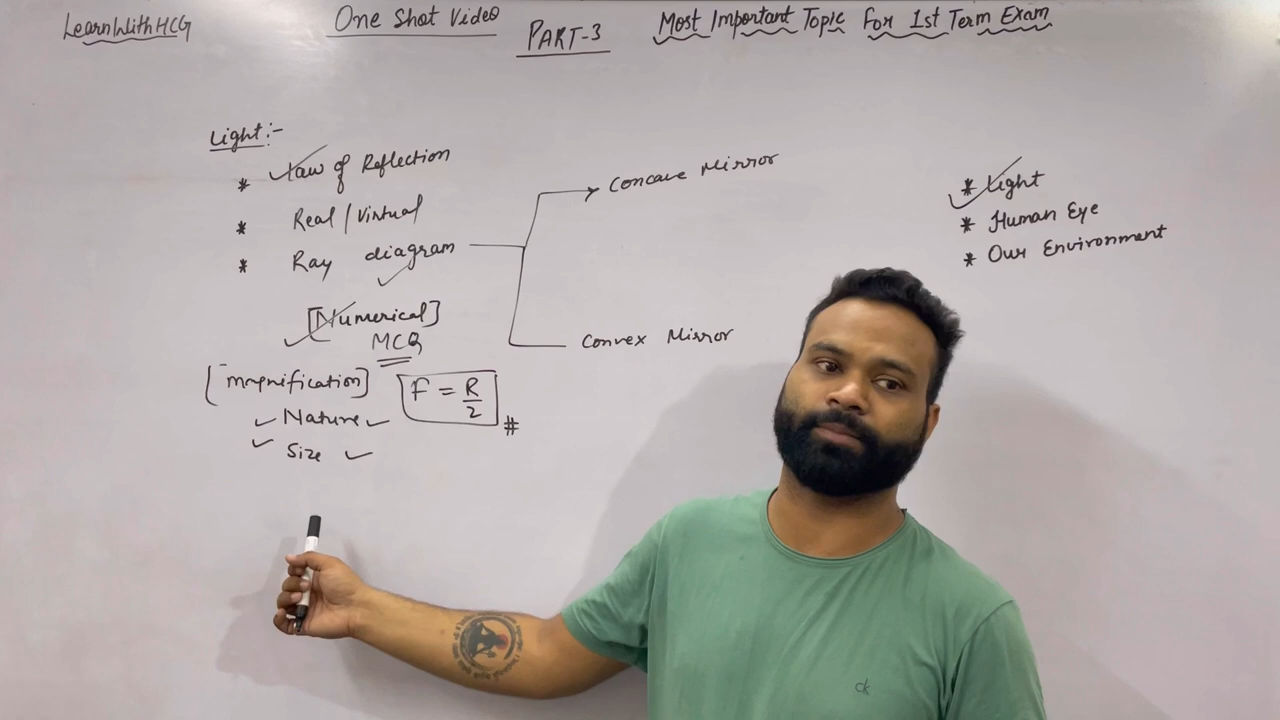 LearnWithHCG
One Shot Video
PART-3
Most Important Topic For 1st Term Exam
Light:-
* Law of Reflection
* Real/Virtual
* Ray diagram
Concave Mirror
Convex Mirror
[Numerical]
MCQ
[magnification]
F = R/2
#
Nature
Size
* Light
* Human Eye
* Our Environment
ck